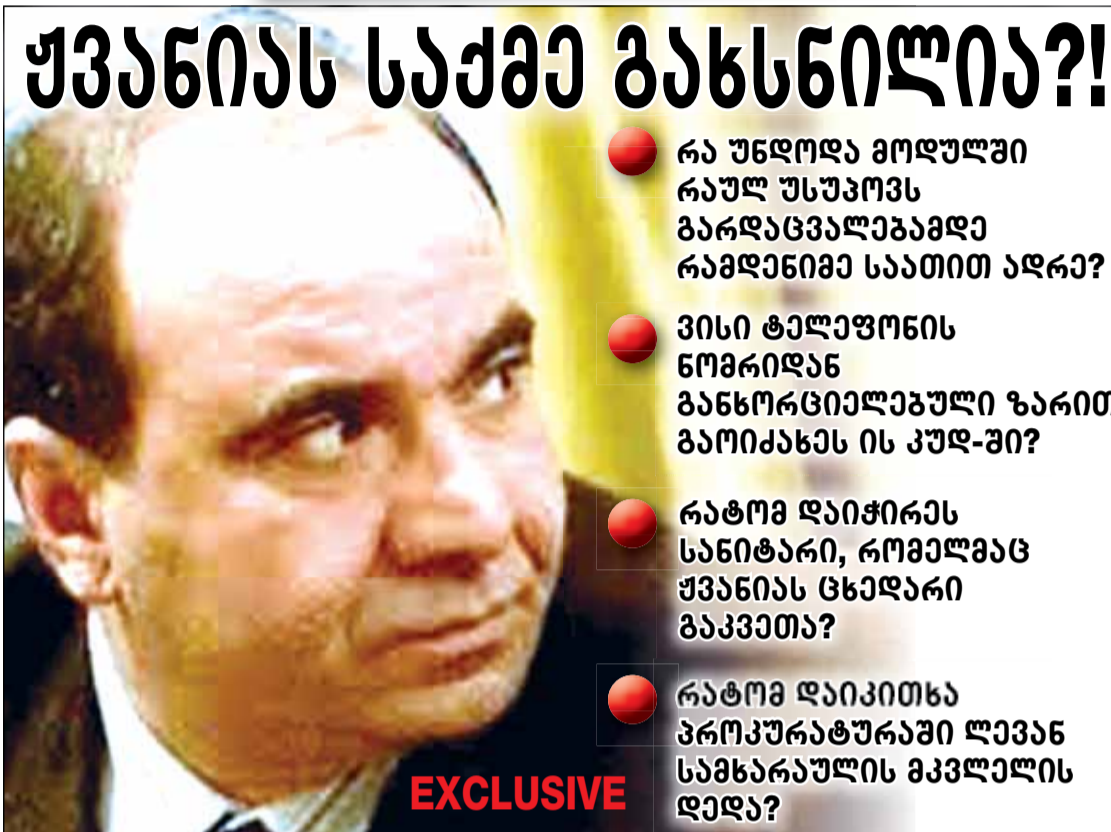 ჟვანიას საქმე გახსნილია?!
რა უნდოდა მოდულში
რაულ უსუპოვს
გარდაცვალებამდე
რამდენიმე საათით ადრე?
ვისი ტელეფონის
ნომრიდან
განხორციელებული ზარით
გამოიძახეს ის კუდ-ში?
რატომ დაიჭირეს
სანიტარი, რომელმაც
ჟვანიას ცხედარი
გაკვეთა?
რატომ დაიკითხა
პროკურატურაში ლევან
სამხარაულის მკვლელის
დედა?
EXCLUSIVE